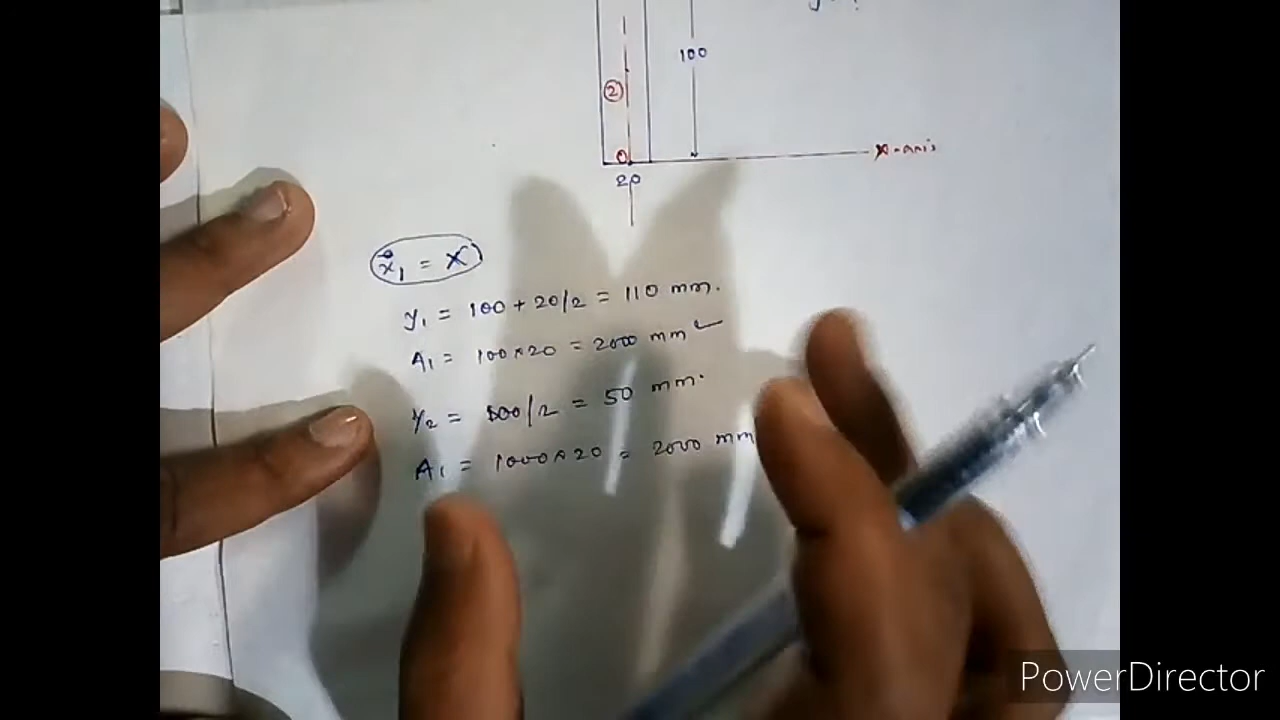 100
②
0
x-axis
20
x̄₁ = x
y₁ = 100 + 20/2 = 110 mm.
A₁ = 100×20 = 2000 mm
y₂ = 100/2 = 50 mm.
A₁ = 1000×20 = 2000 mm
PowerDirector